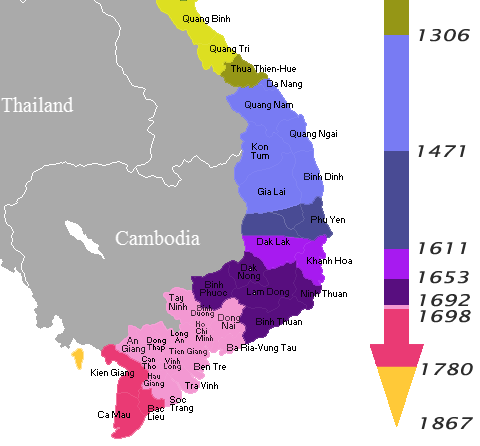 Quang Binh
Quang Tri
1306
Thua Thien-Hue
Da Nang
Thailand
Quang Nam
Quang Ngai
Kon
Tum
1471
Binh Dinh
Gia Lai
Phu Yen
Cambodia
Dak Lak
1611
Khanh Hoa
Dak
Nong
1653
Binh
Phuoc
Lam Dong
Ninh Thuan
1692
Tay
Ninh
Binh
Duong
1698
Dong
Nai
Binh Thuan
Ho
Chi
Minh
Long
An
An
Giang
Dong
Thap
Tien Giang
Ba Ria-Vung Tau
Kien Giang
Can
Tho
Vinh
Long
Ben Tre
1780
Hau
Giang
Tra Vinh
Soc
Trang
Ca Mau
Bac
Lieu
1867